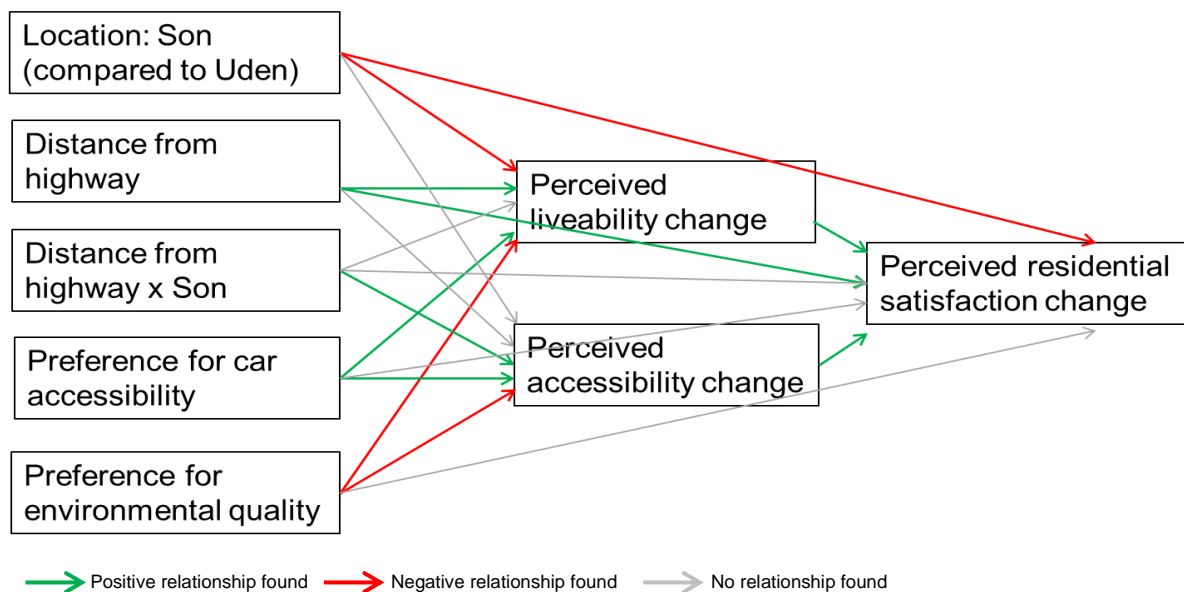 Location: Son
(compared to Uden)
Distance from
highway
Distance from
highway x Son
Preference for car
accessibility
Preference for
environmental quality
Perceived
liveability change
Perceived
accessibility change
Perceived residential
satisfaction change
Positive relationship found
Negative relationship found
No relationship found